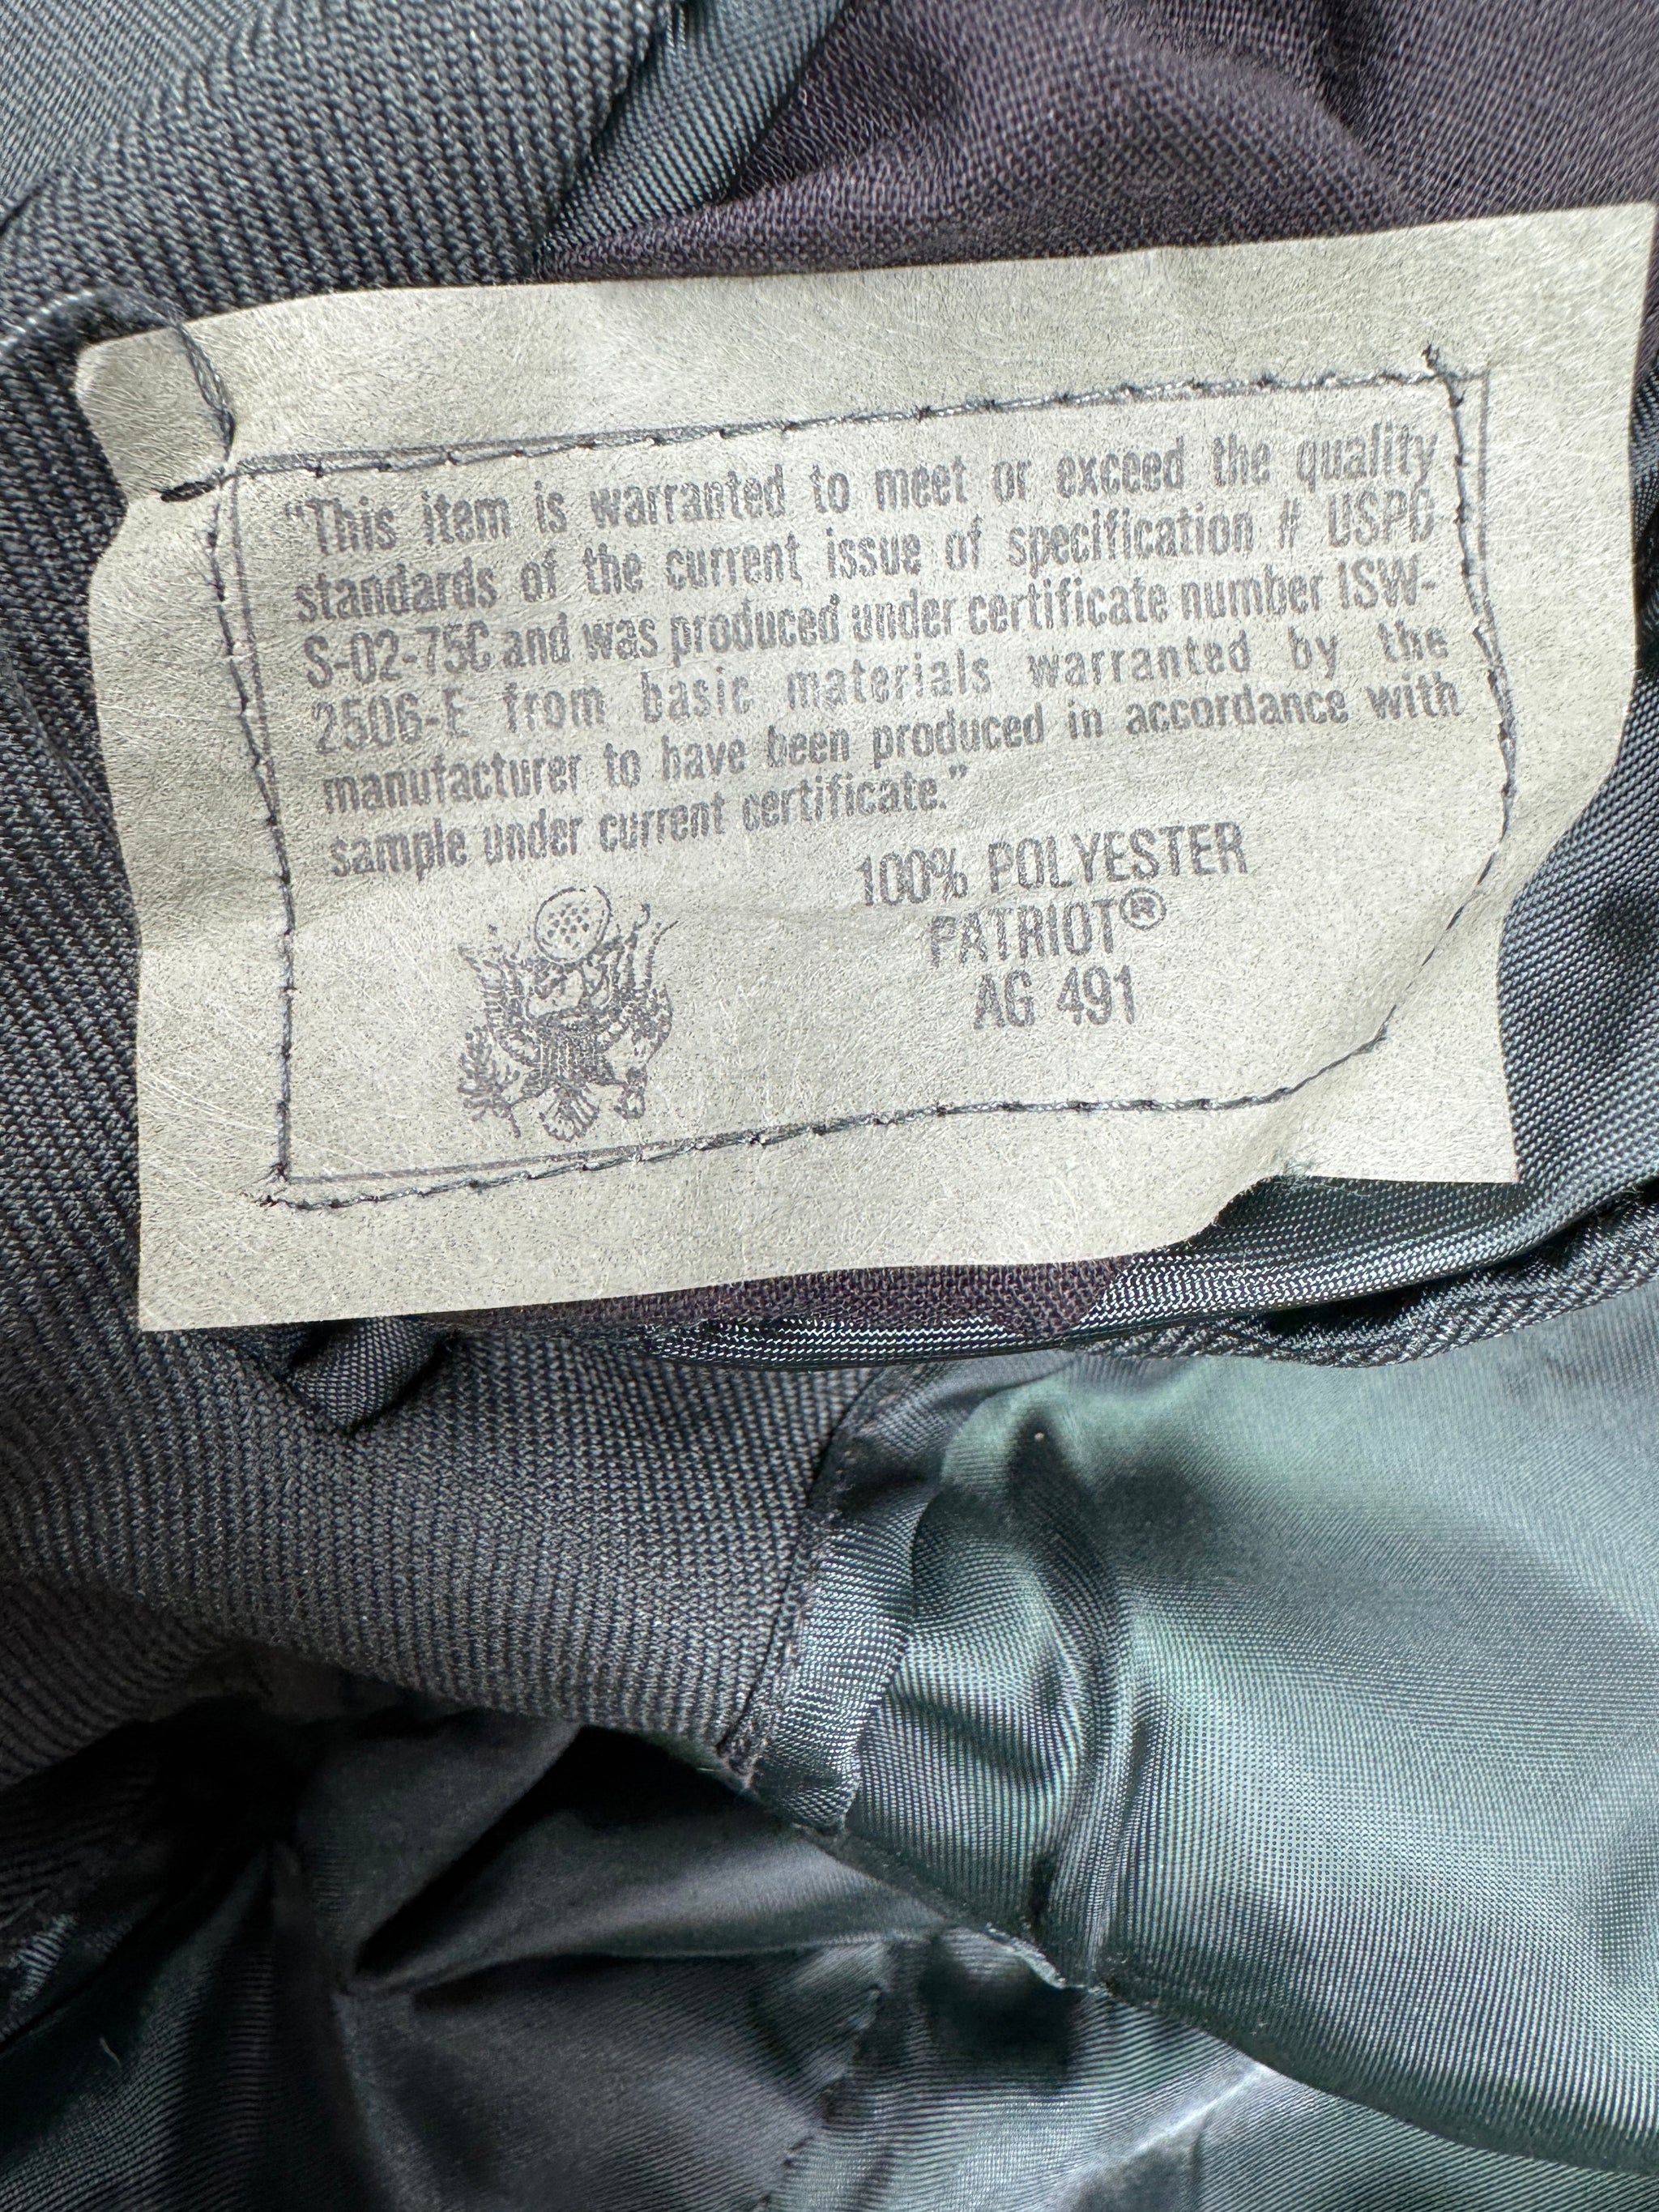 “This item is warranted to meet or exceed the quality
standards of the current issue of specification # USPC
S-02-75C and was produced under certificate number ISW-
2506-E from basic materials warranted by the
manufacturer to have been produced in accordance with
sample under current certificate.”
100% POLYESTER
PATRIOT®
AG 491